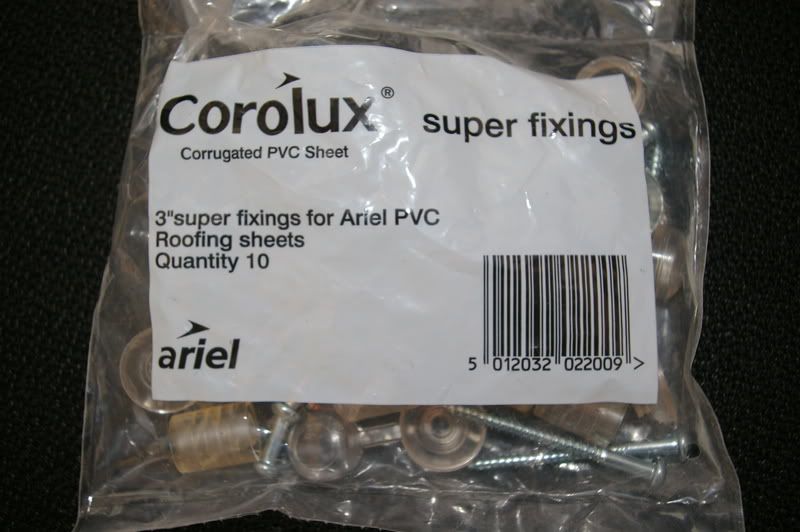 Corolux®
super fixings
Corrugated PVC Sheet
3"super fixings for Ariel PVC
Roofing sheets
Quantity 10
ariel
5 012032 022009 >